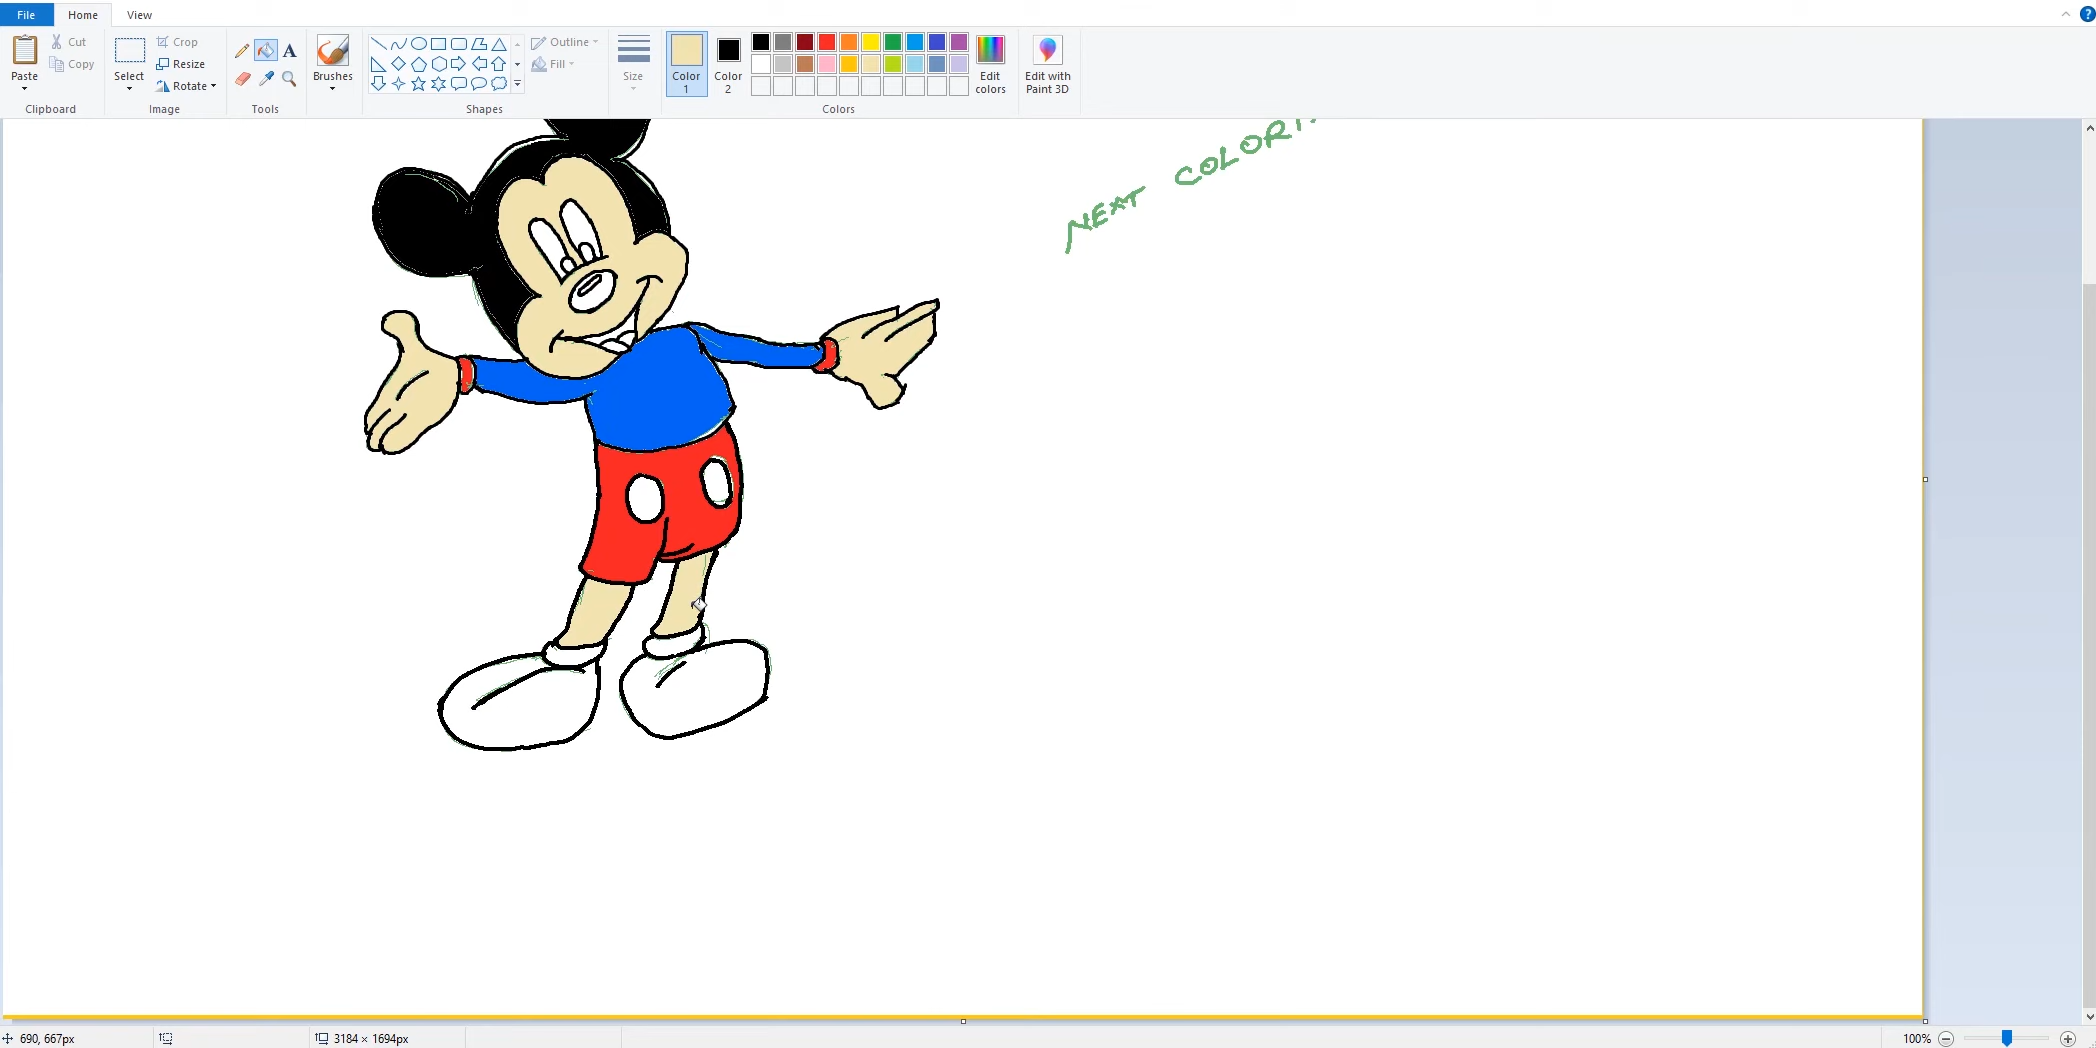 File Home View
Paste
Cut
Copy
Clipboard
Select
Crop
Resize
Rotate
Image
A
Tools
Brushes
Outline
Fill
Shapes
Size
Color
1
Color
2
Edit
colors
Colors
Edit with
Paint 3D
?
NEXT COLORI
690, 667px
3184 × 1694px
100%